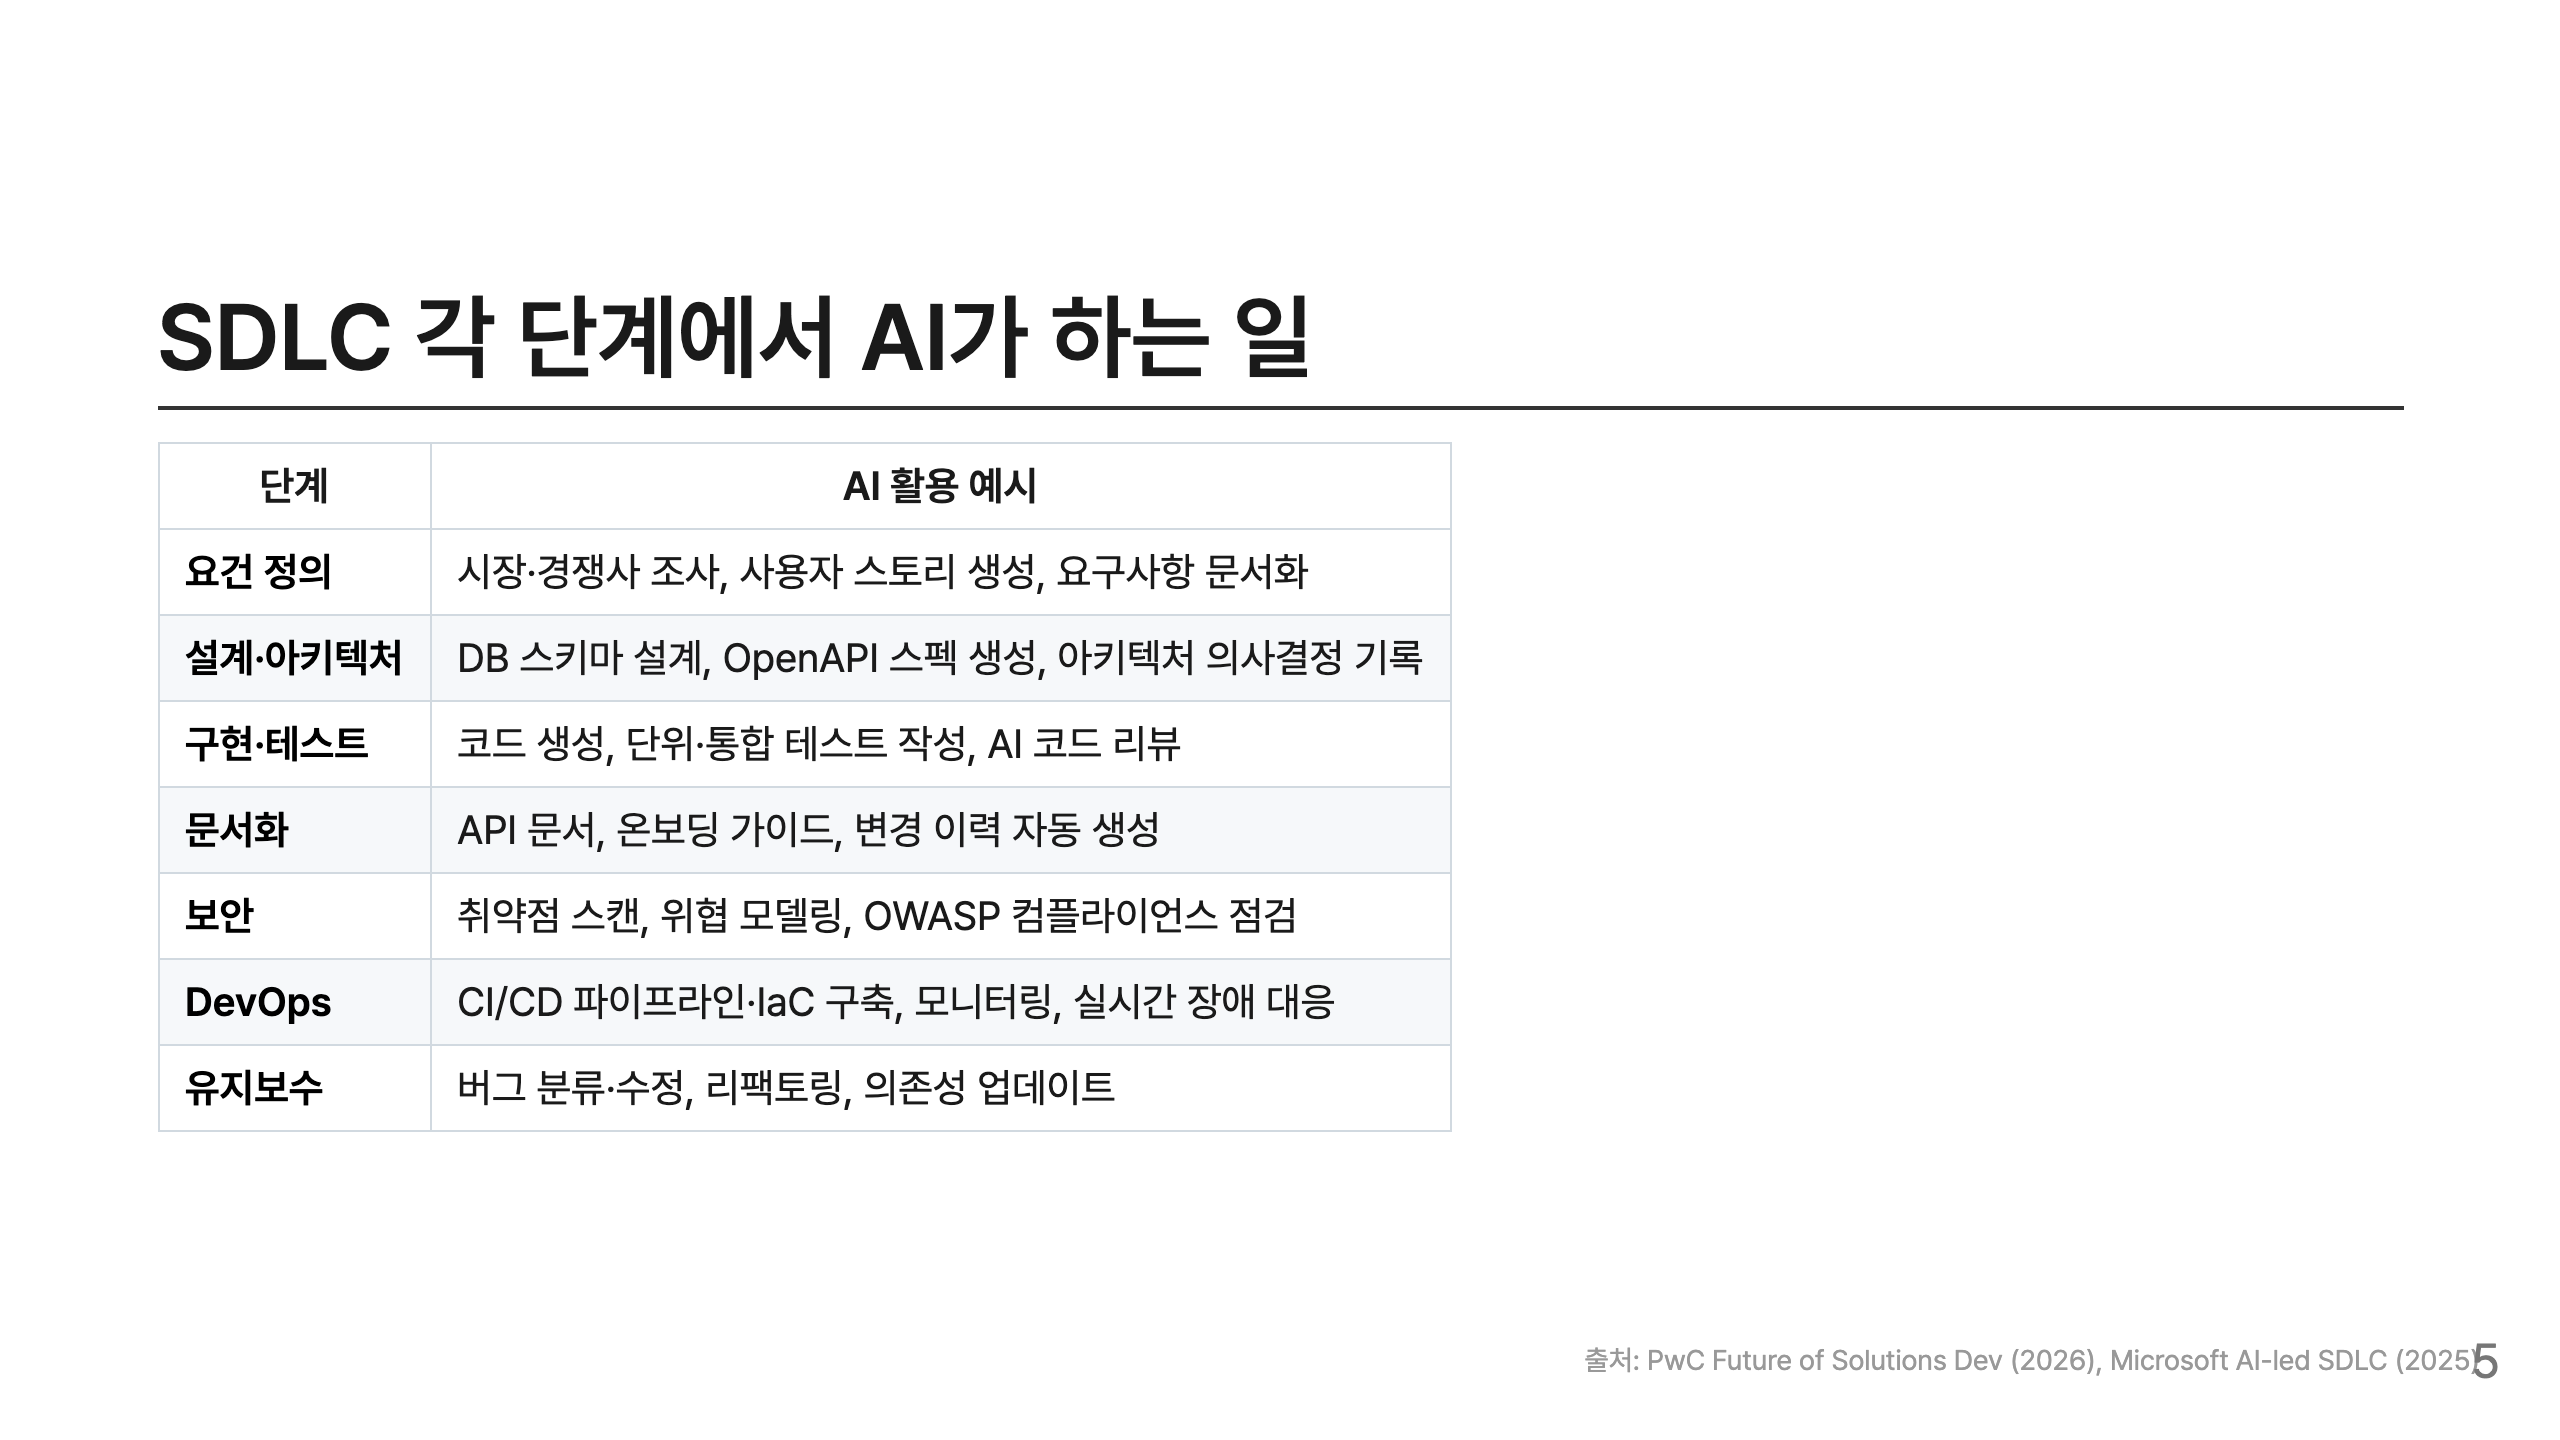 SDLC 각 단계에서 AI가 하는 일
단계 AI 활용 예시
요건 정의 시장·경쟁사 조사, 사용자 스토리 생성, 요구사항 문서화
설계·아키텍처 DB 스키마 설계, OpenAPI 스펙 생성, 아키텍처 의사결정 기록
구현·테스트 코드 생성, 단위·통합 테스트 작성, AI 코드 리뷰
문서화 API 문서, 온보딩 가이드, 변경 이력 자동 생성
보안 취약점 스캔, 위협 모델링, OWASP 컴플라이언스 점검
DevOps CI/CD 파이프라인·IaC 구축, 모니터링, 실시간 장애 대응
유지보수 버그 분류·수정, 리팩토링, 의존성 업데이트
출처: PwC Future of Solutions Dev (2026), Microsoft AI-led SDLC (2025)
5